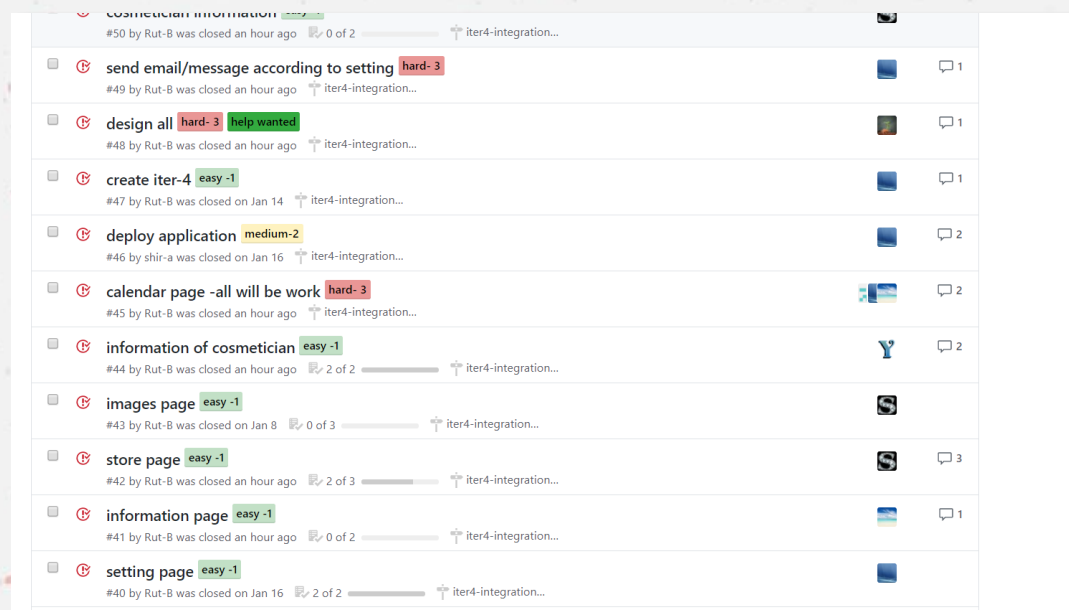 cosmetician information easy -1
#50 by Rut-B was closed an hour ago 0 of 2 iter4-integration...
send email/message according to setting hard- 3
1
#49 by Rut-B was closed an hour ago iter4-integration...
design all hard- 3 help wanted
1
#48 by Rut-B was closed an hour ago iter4-integration...
create iter-4 easy -1
1
#47 by Rut-B was closed on Jan 14 iter4-integration...
deploy application medium-2
2
#46 by shir-a was closed on Jan 16 iter4-integration...
calendar page -all will be work hard- 3
2
#45 by Rut-B was closed an hour ago iter4-integration...
information of cosmetician easy -1
Y 2
#44 by Rut-B was closed an hour ago 2 of 2 iter4-integration...
images page easy -1
S
#43 by Rut-B was closed on Jan 8 0 of 3 iter4-integration...
store page easy -1
S 3
#42 by Rut-B was closed an hour ago 2 of 3 iter4-integration...
information page easy -1
1
#41 by Rut-B was closed an hour ago 0 of 2 iter4-integration...
setting page easy -1
#40 by Rut-B was closed on Jan 16 2 of 2 iter4-integration...